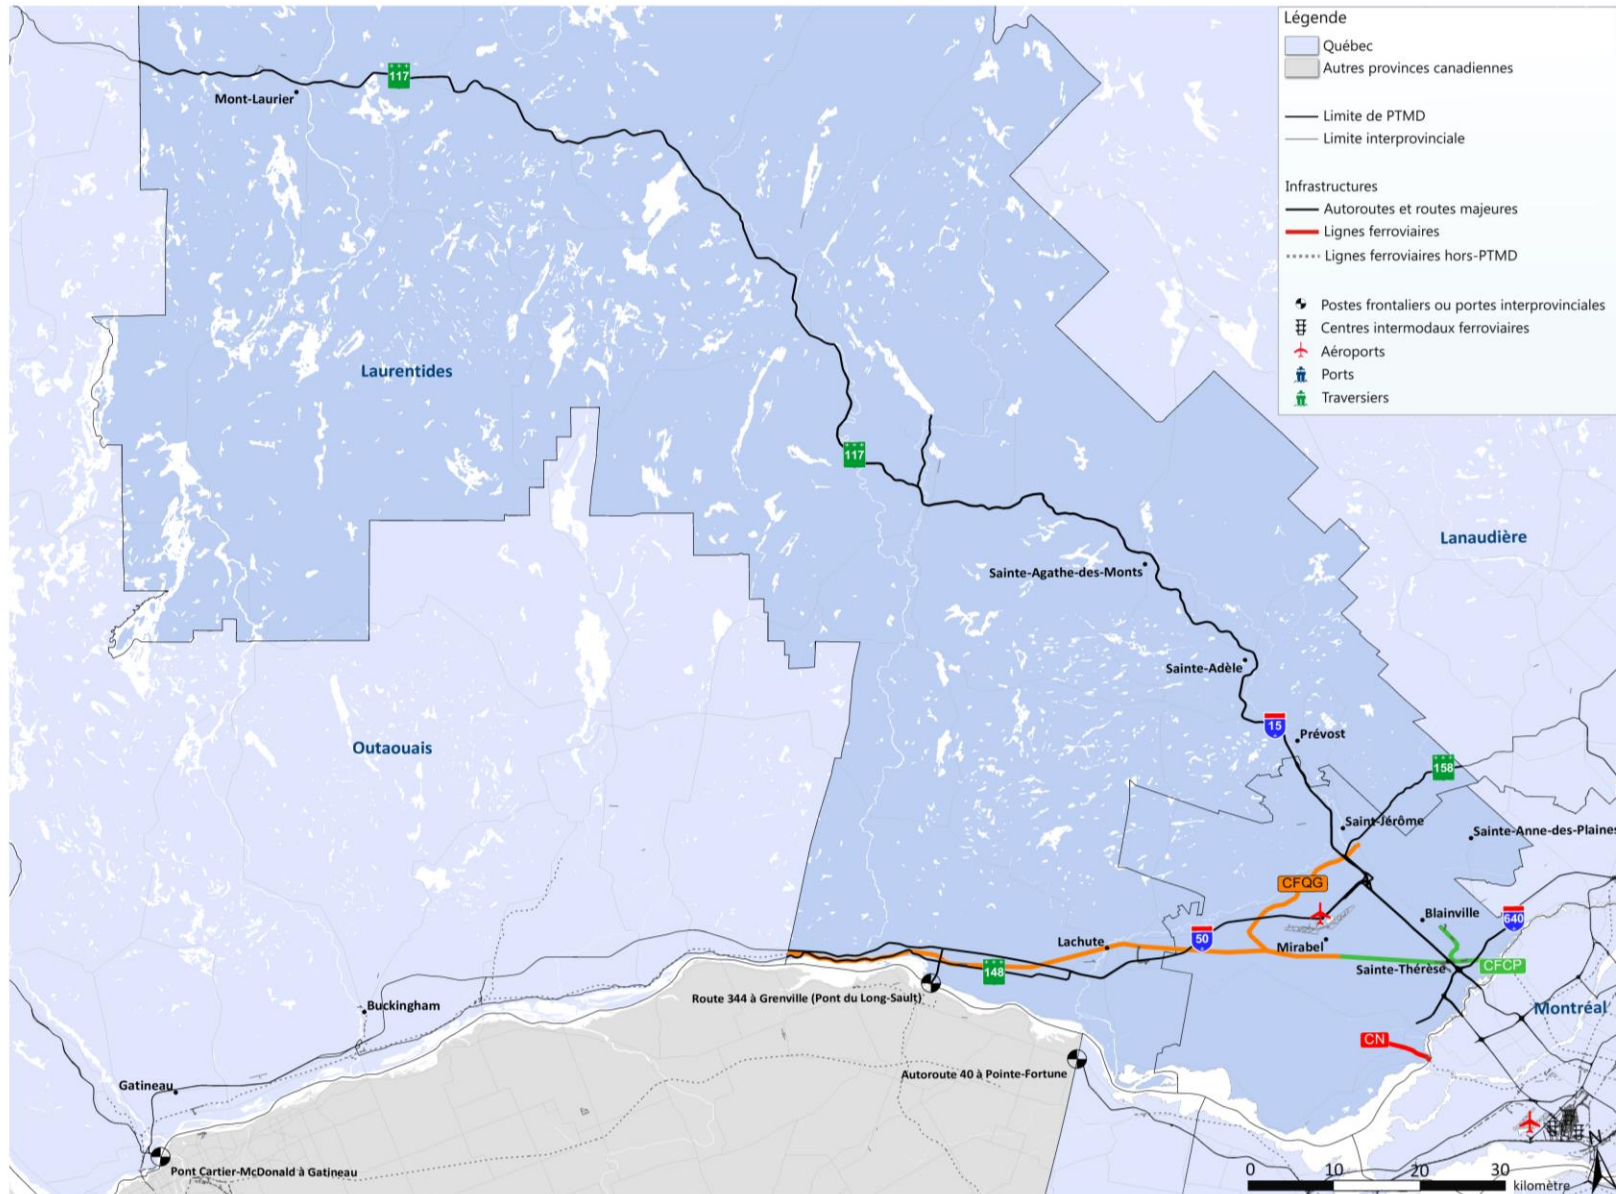 Légende
Québec
Autres provinces canadiennes
Limite de PTMD
Limite interprovinciale
Infrastructures
Autoroutes et routes majeures
Lignes ferroviaires
Lignes ferroviaires hors-PTMD
Postes frontaliers ou portes interprovinciales
Centres intermodaux ferroviaires
Aéroports
Ports
Traversiers
117
Mont-Laurier
Laurentides
117
Lanaudière
Sainte-Agathe-des-Monts
Sainte-Adèle
15
Prévost
Outaouais
158
Saint-Jérôme
Sainte-Anne-des-Plaines
CFQG
Blainville
640
50
Lachute
Mirabel
Sainte-Thérèse
CFCP
148
Route 344 à Grenville (Pont du Long-Sault)
Buckingham
Montréal
CN
Autoroute 40 à Pointe-Fortune
Gatineau
Pont Cartier-McDonald à Gatineau
N
0 10 20 30
kilomètre